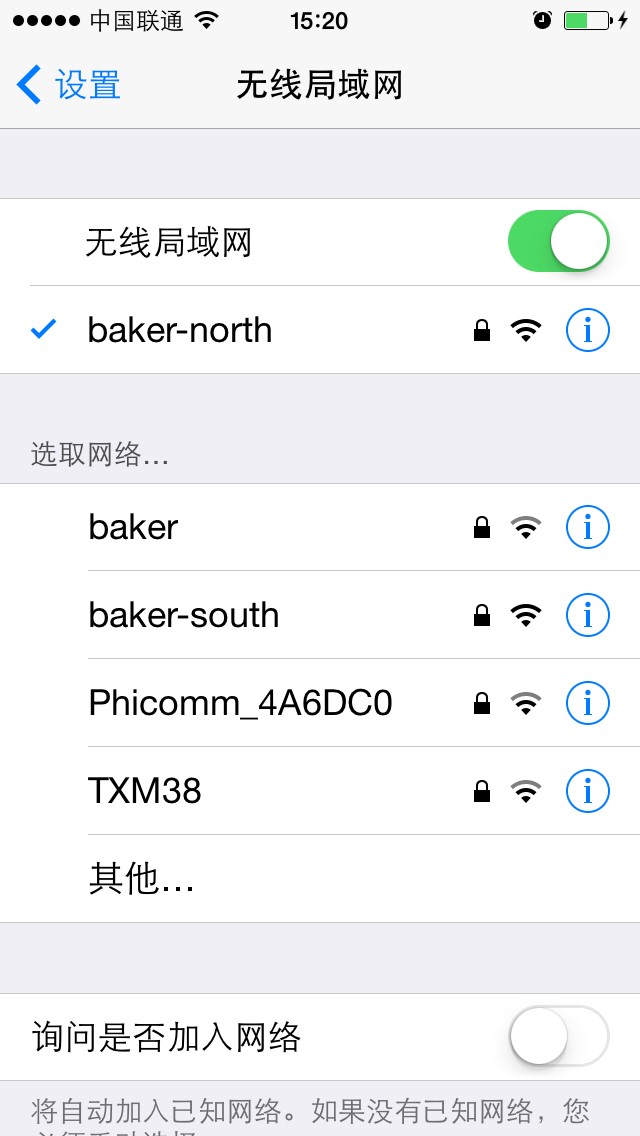 中国联通 15:20
设置 无线局域网
无线局域网
baker-north
选取网络...
baker
baker-south
Phicomm_4A6DC0
TXM38
其他...
询问是否加入网络
将自动加入已知网络。如果没有已知网络，您